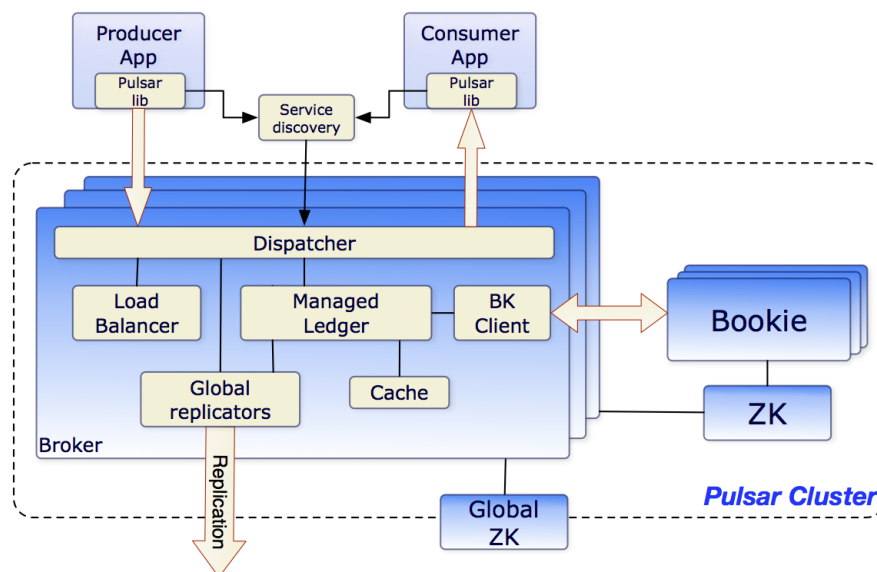 Producer
App
Pulsar
lib
Consumer
App
Pulsar
lib
Service
discovery
Dispatcher
Load
Balancer
Managed
Ledger
BK
Client
Bookie
Global
replicators
Cache
ZK
Broker
Replication
Pulsar Cluster
Global
ZK